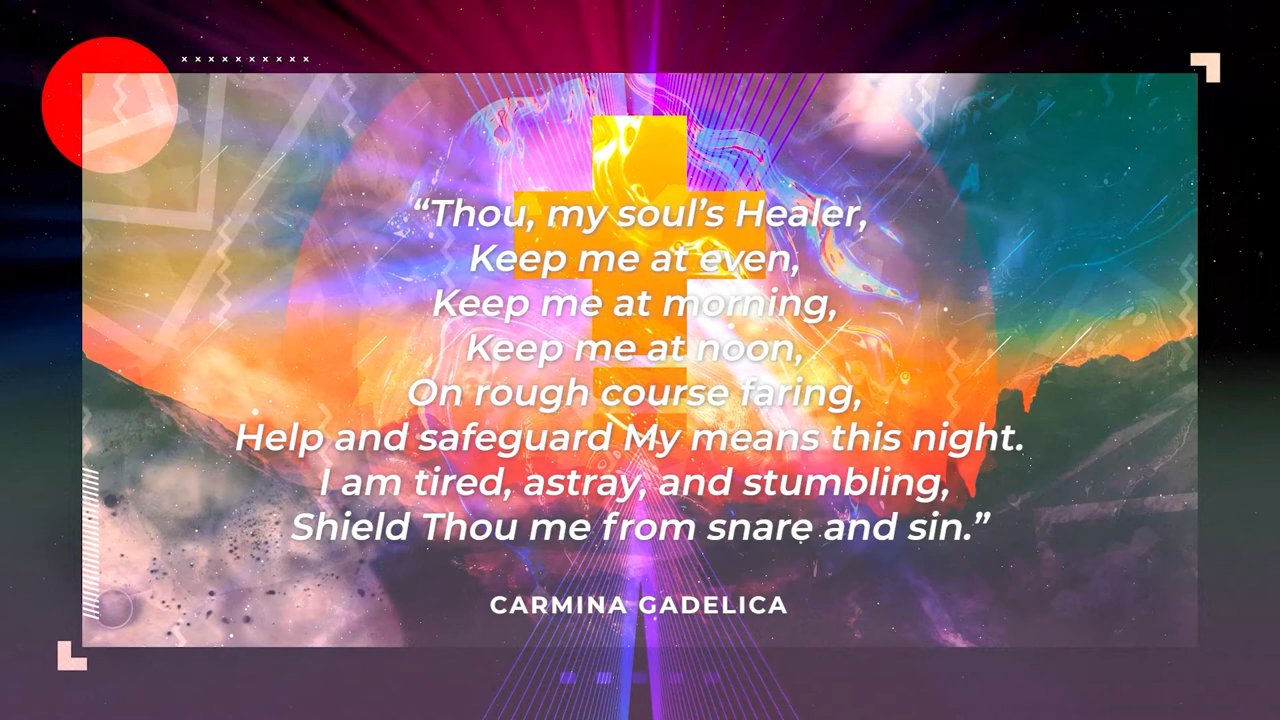 “Thou, my soul’s Healer,
Keep me at even,
Keep me at morning,
Keep me at noon,
On rough course faring,
Help and safeguard My means this night.
I am tired, astray, and stumbling,
Shield Thou me from snare and sin.”
CARMINA GADELICA